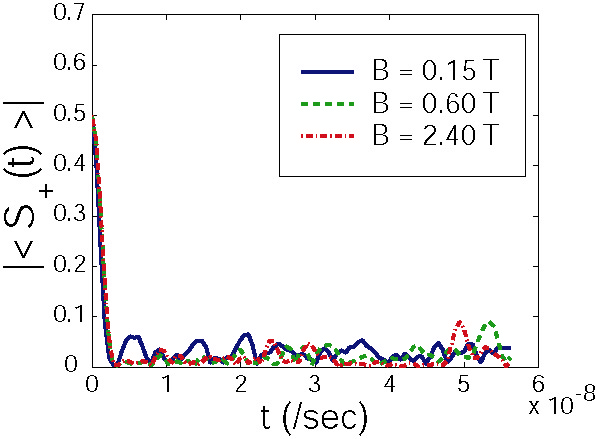 0.7
0.6
0.5
0.4
0.3
0.2
0.1
0
|< S+(t) >|
B = 0.15 T
B = 0.60 T
B = 2.40 T
0 1 2 3 4 5 6
x 10-8
t (/sec)